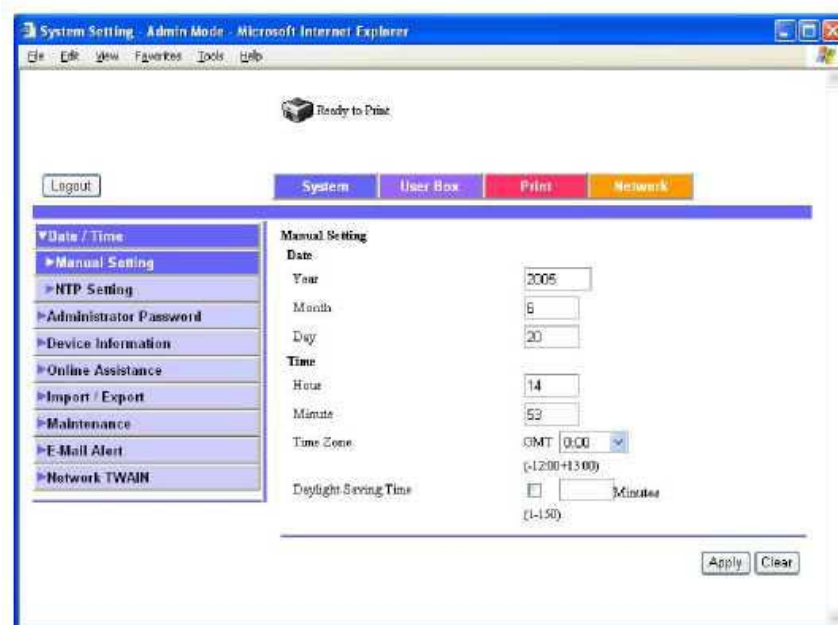 System Setting - Admin Mode - Microsoft Internet Explorer
File Edit View Favorites Tools Help
Ready to Print
Logout
System User Box Print Network
Date / Time
Manual Setting
NTP Setting
Administrator Password
Device Information
Online Assistance
Import / Export
Maintenance
E-Mail Alert
Network TWAIN
Manual Setting
Date
Year 2005
Month 6
Day 20
Time
Hour 14
Minute 53
Time Zone GMT 0:00
(-12:00+13:00)
Daylight Saving Time Minutes
(1-150)
Apply Clear